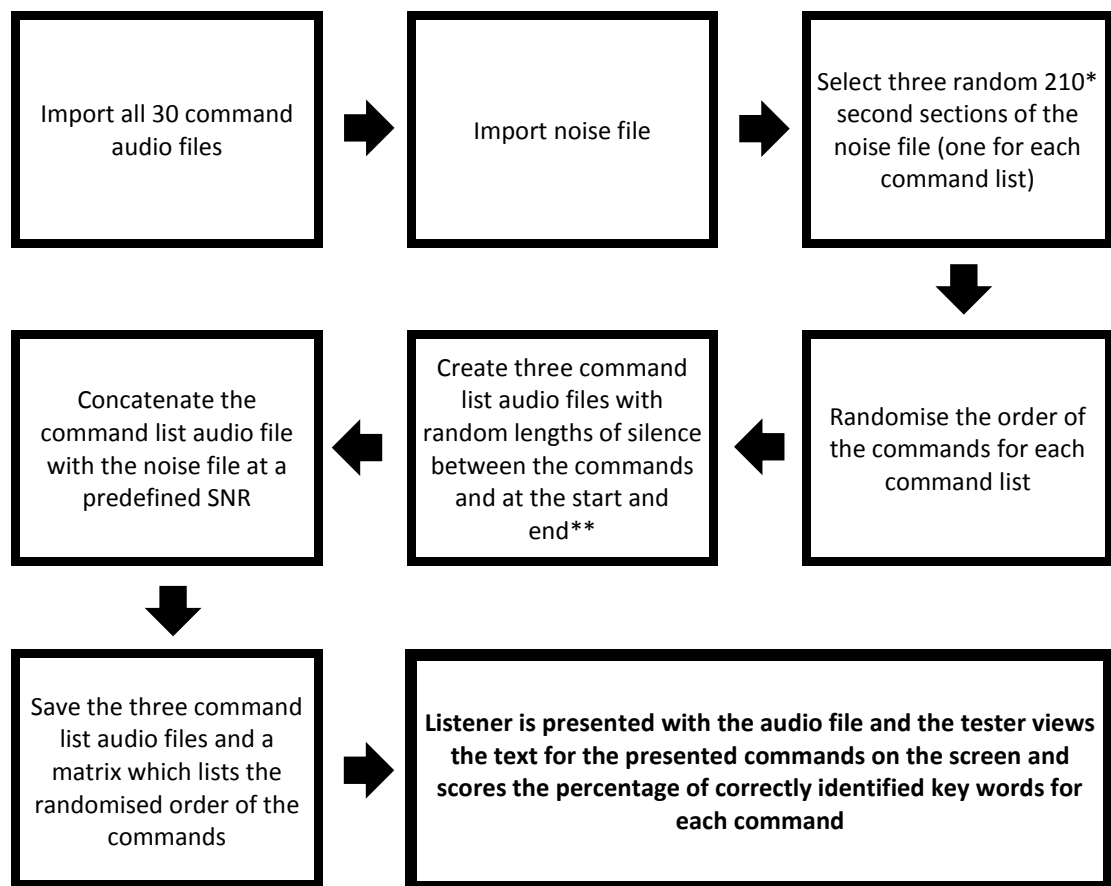 Import all 30 command
audio files
Import noise file
Select three random 210*
second sections of the
noise file (one for each
command list)
Randomise the order of
the commands for each
command list
Create three command
list audio files with
random lengths of silence
between the commands
and at the start and
end**
Concatenate the
command list audio file
with the noise file at a
predefined SNR
Save the three command
list audio files and a
matrix which lists the
randomised order of the
commands
Listener is presented with the audio file and the tester views
the text for the presented commands on the screen and
scores the percentage of correctly identified key words for
each command